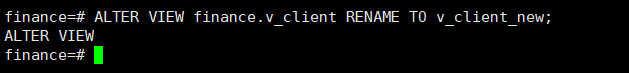 finance=# ALTER VIEW finance.v_client RENAME TO v_client_new;
ALTER VIEW
finance=#